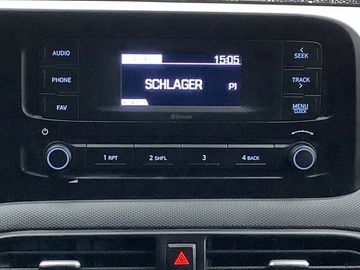 AUDIO
15:05
SEEK
PHONE
SCHLAGER P1
TRACK
FAV
MENU
CLOCK
1 RPT
2 SHFL
3
4 BACK